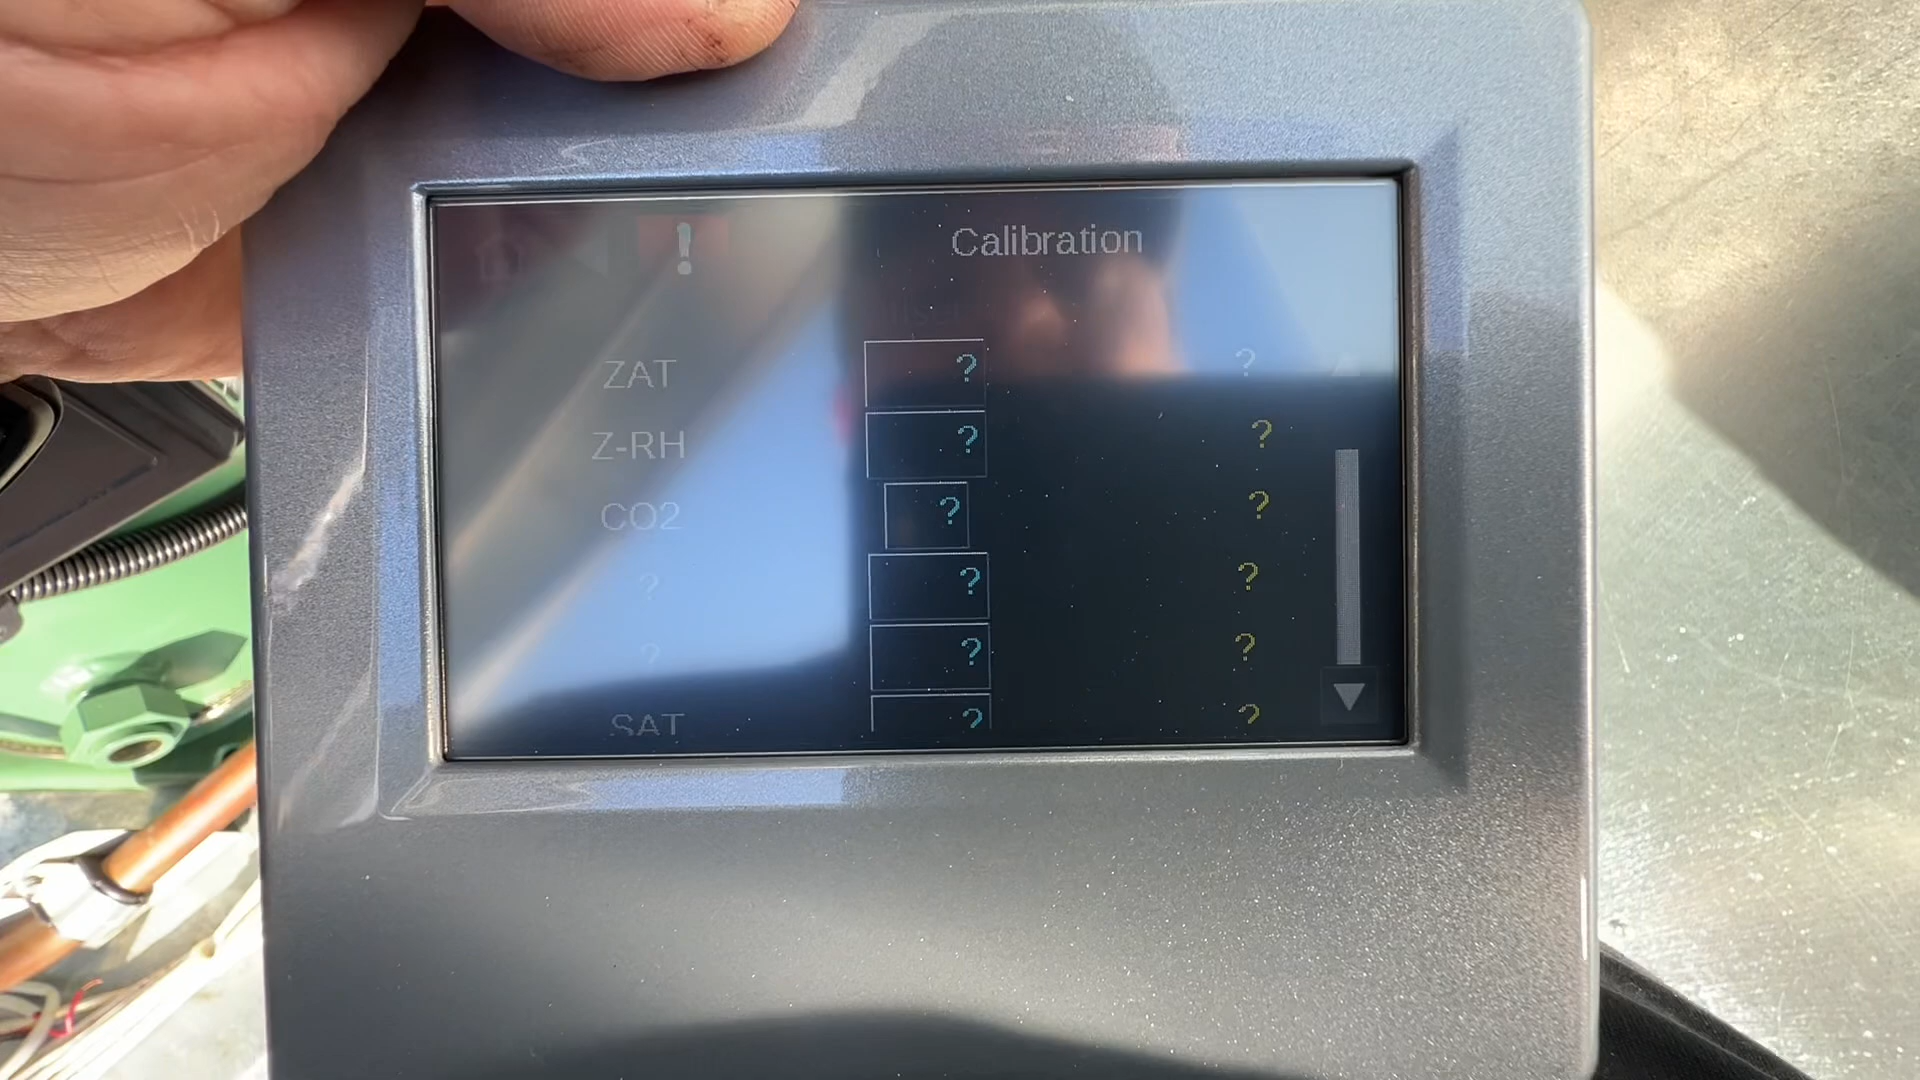 ! Calibration
ZAT ? ?
Z-RH ? ?
CO2 ? ?
? ? ?
? ? ?
SAT ? ?